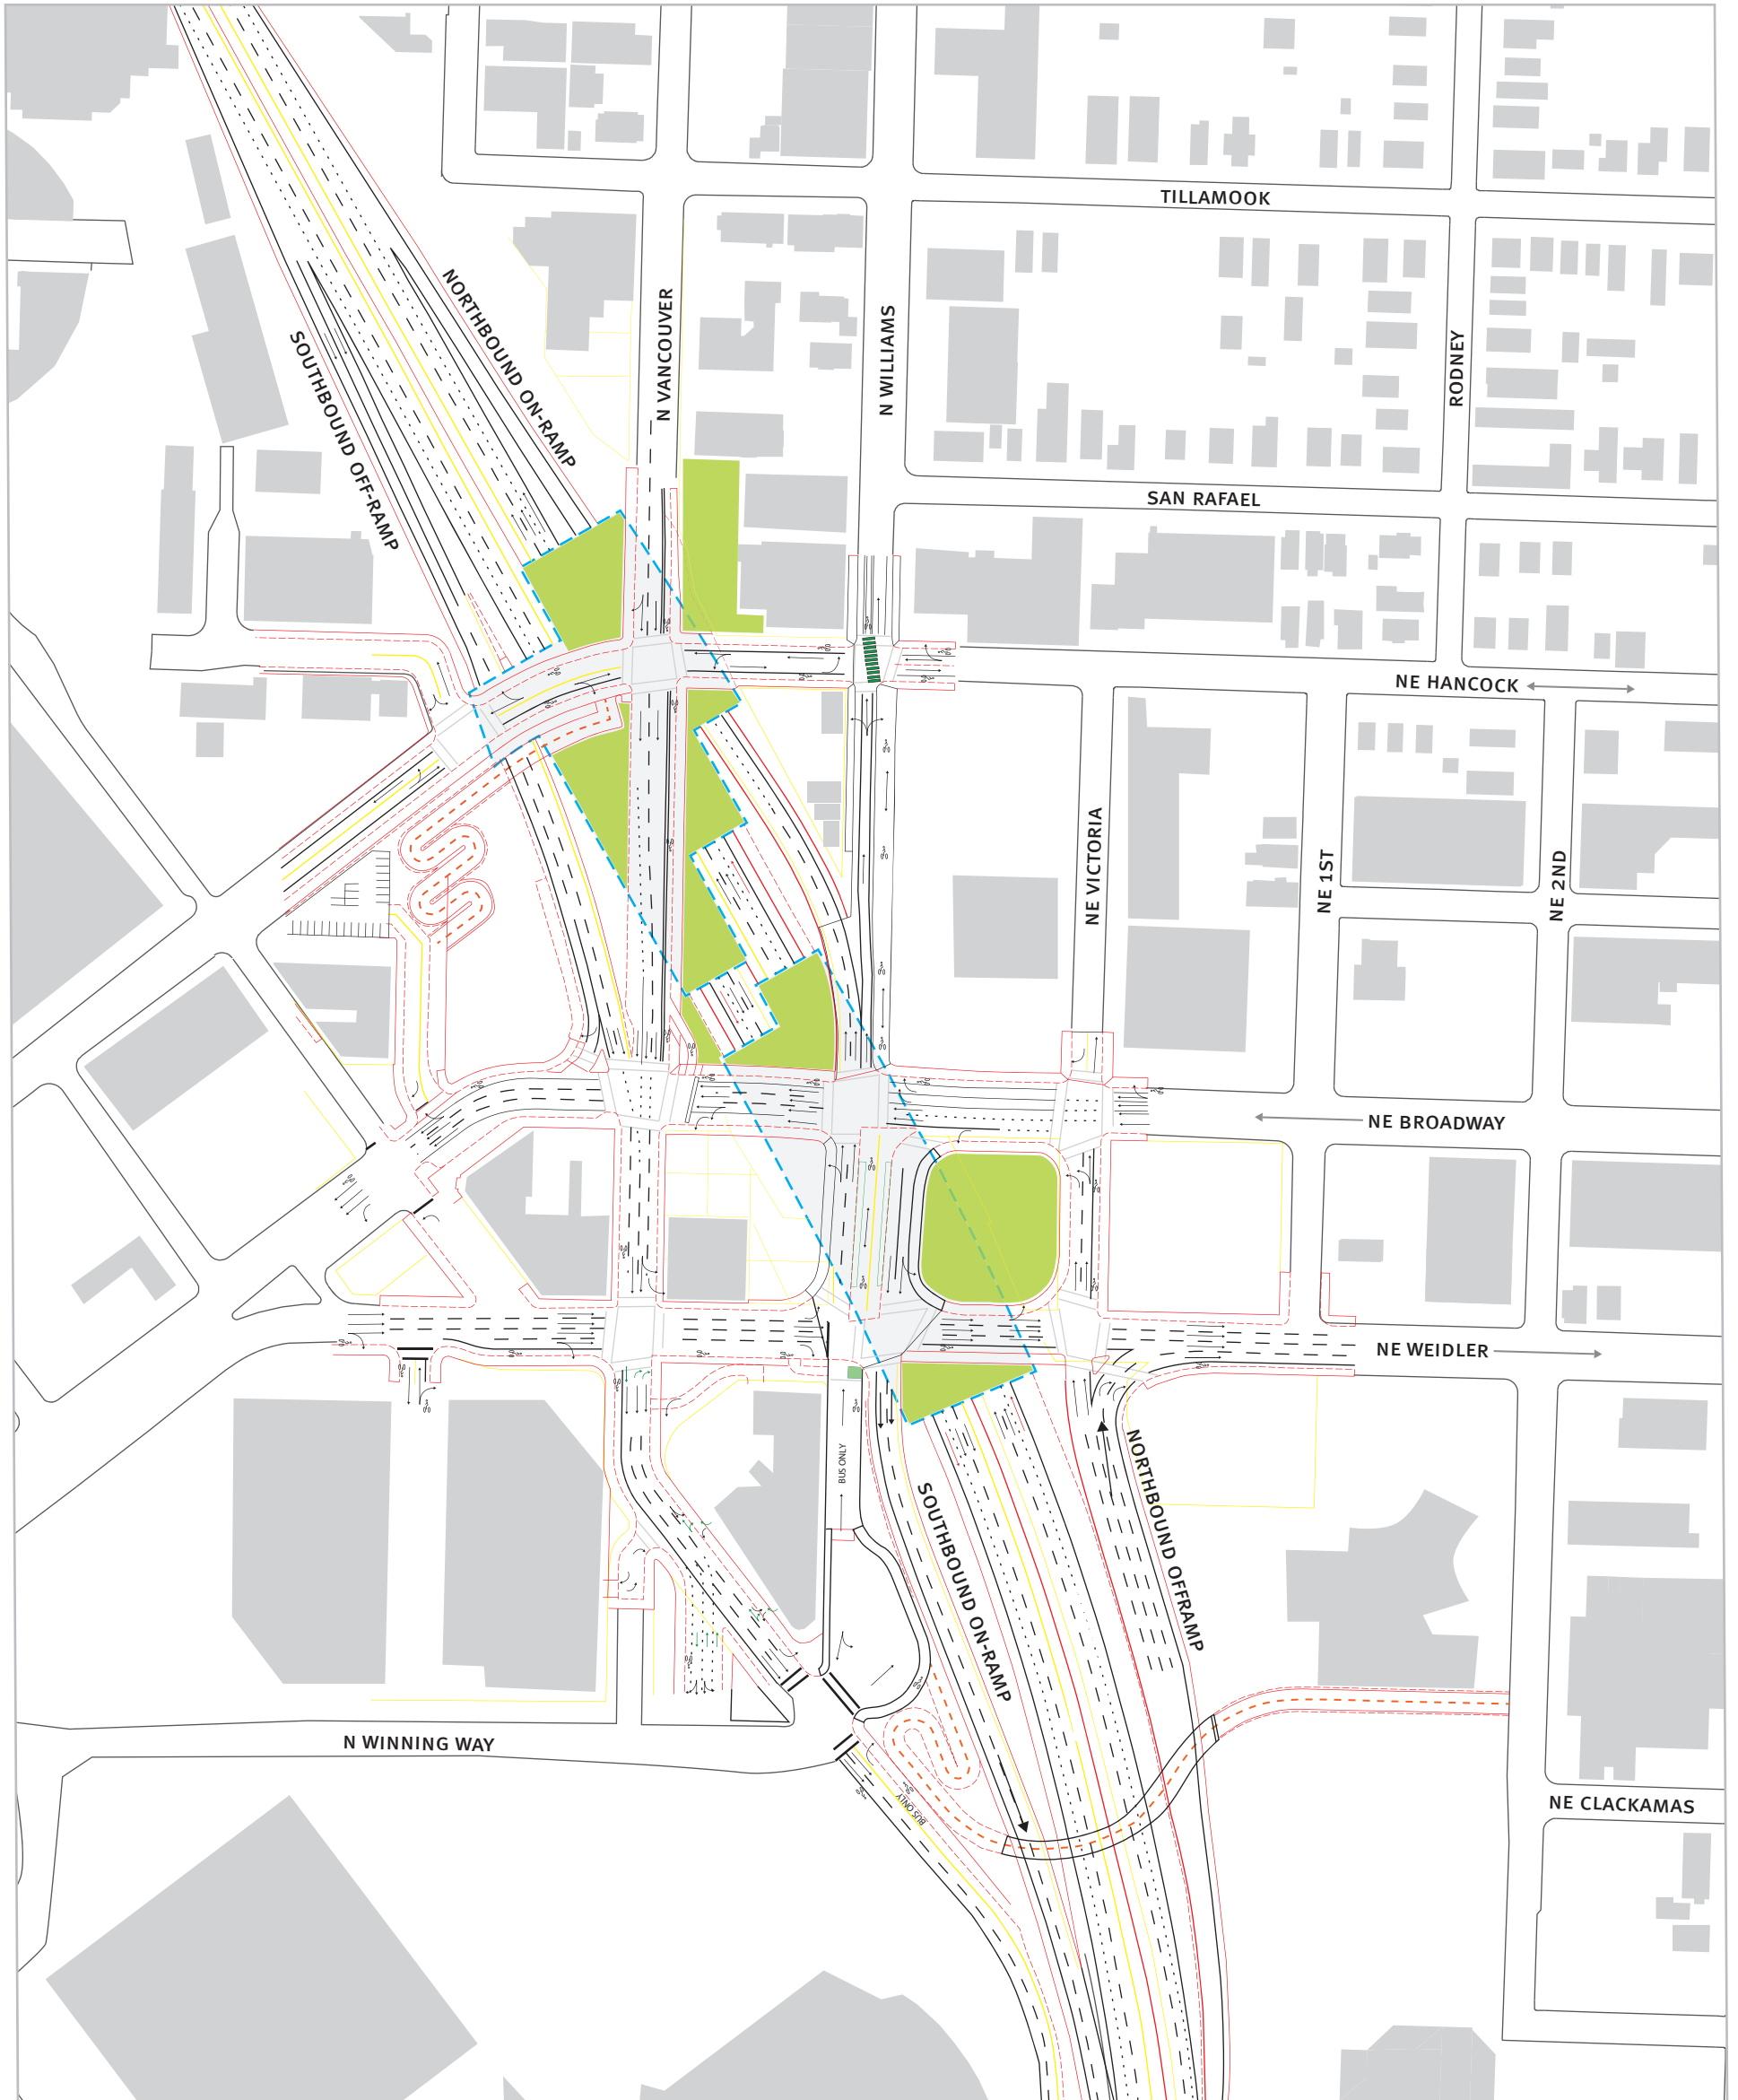 TILLAMOOK
NORTHBOUND ON-RAMP
N VANCOUVER
N WILLIAMS
SOUTHBOUND OFF-RAMP
RODNEY
SAN RAFAEL
NE HANCOCK
NE VICTORIA
NE 1ST
NE 2ND
NE BROADWAY
NE WEIDLER
BUS ONLY
NORTHBOUND OFFRAMP
SOUTHBOUND ON-RAMP
N WINNING WAY
BUS ONLY
NE CLACKAMAS